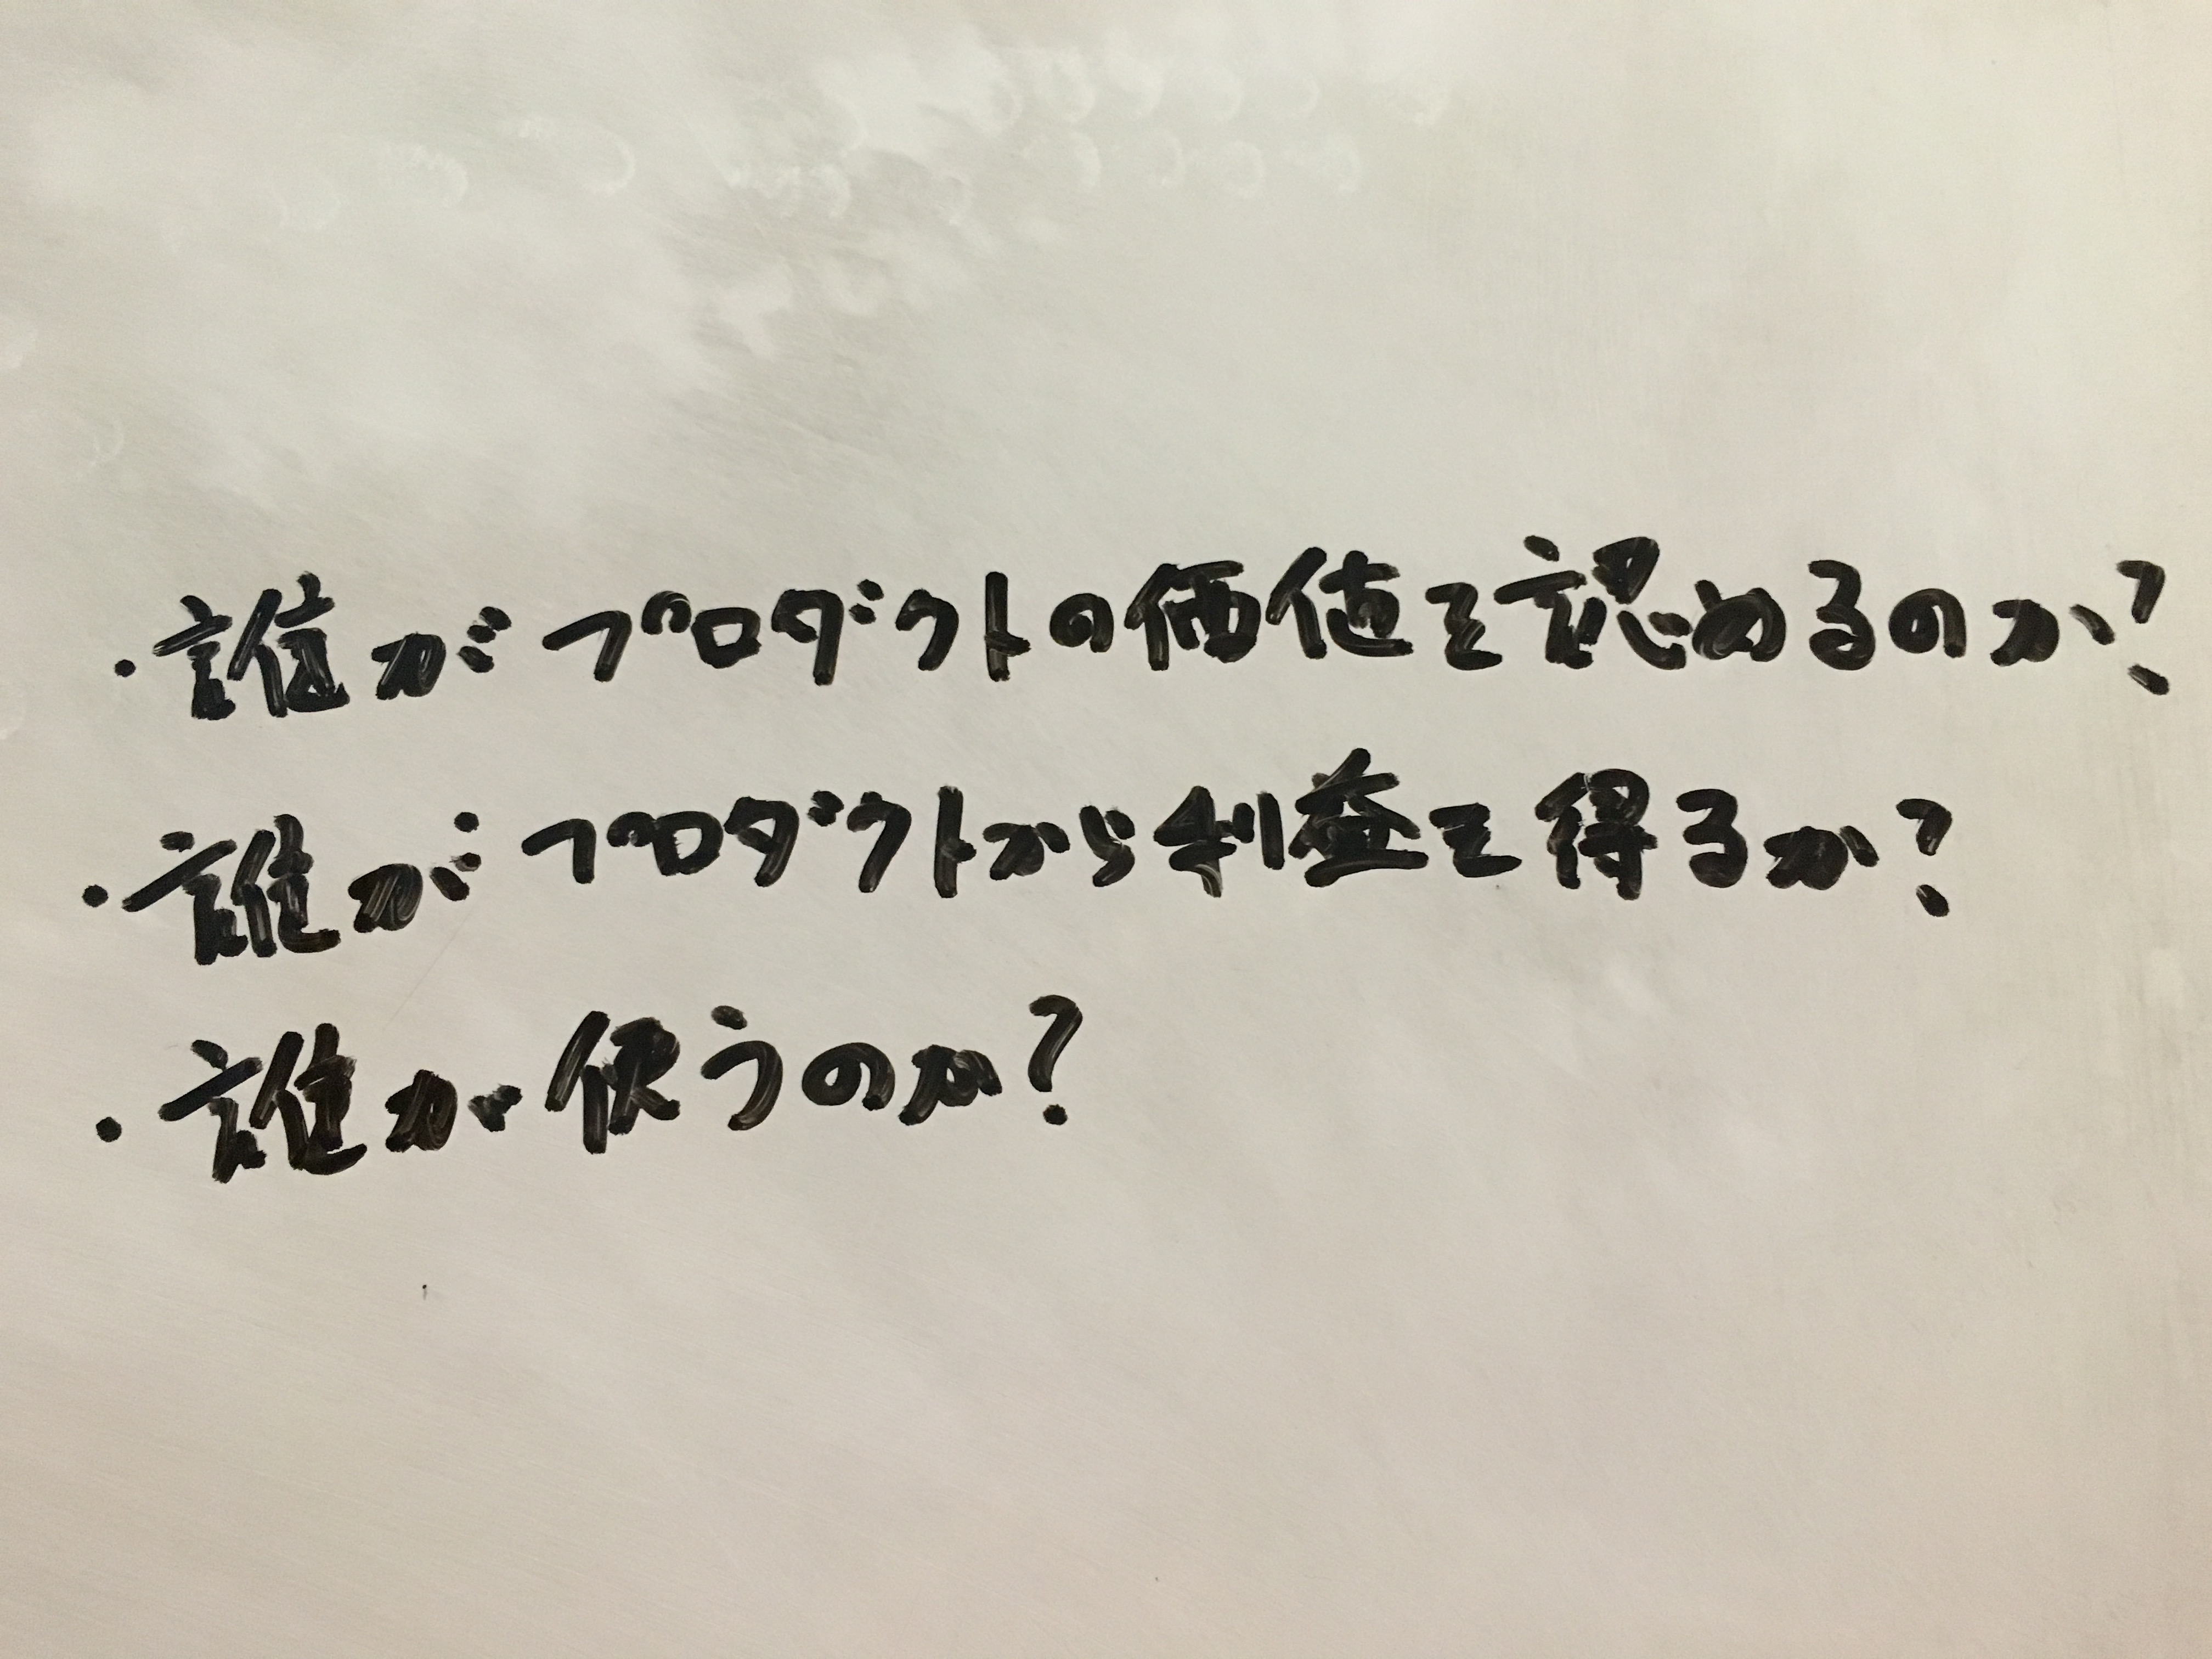 ・誰がプロダクトの価値を認めるのか?
・誰がプロダクトから利益を得るか?
・誰が使うのか?